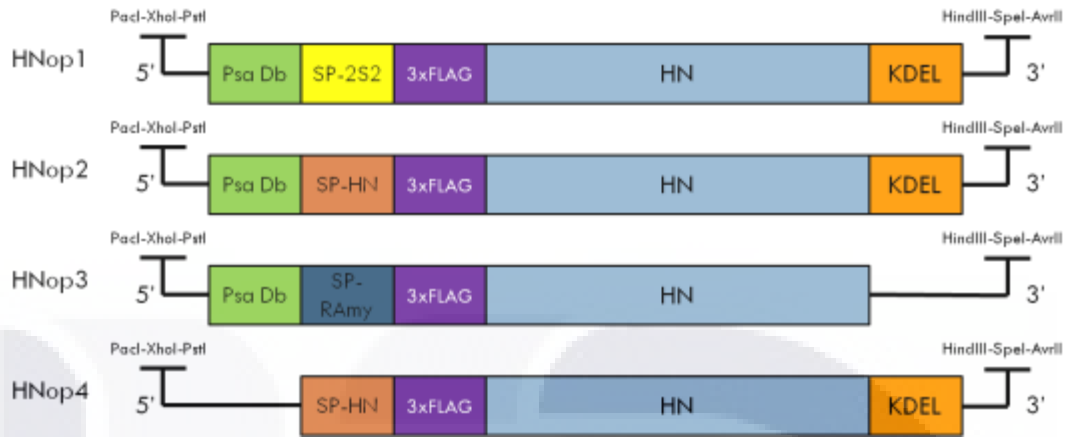 PacI-XhoI-PstI HindIII-SpeI-AvrII
HNop1 5' Psa Db SP-2S2 3xFLAG HN KDEL 3'
PacI-XhoI-PstI HindIII-SpeI-AvrII
HNop2 5' Psa Db SP-HN 3xFLAG HN KDEL 3'
PacI-XhoI-PstI HindIII-SpeI-AvrII
HNop3 5' Psa Db SP-
RAmy 3xFLAG HN 3'
PacI-XhoI-PstI HindIII-SpeI-AvrII
HNop4 5' SP-HN 3xFLAG HN KDEL 3'